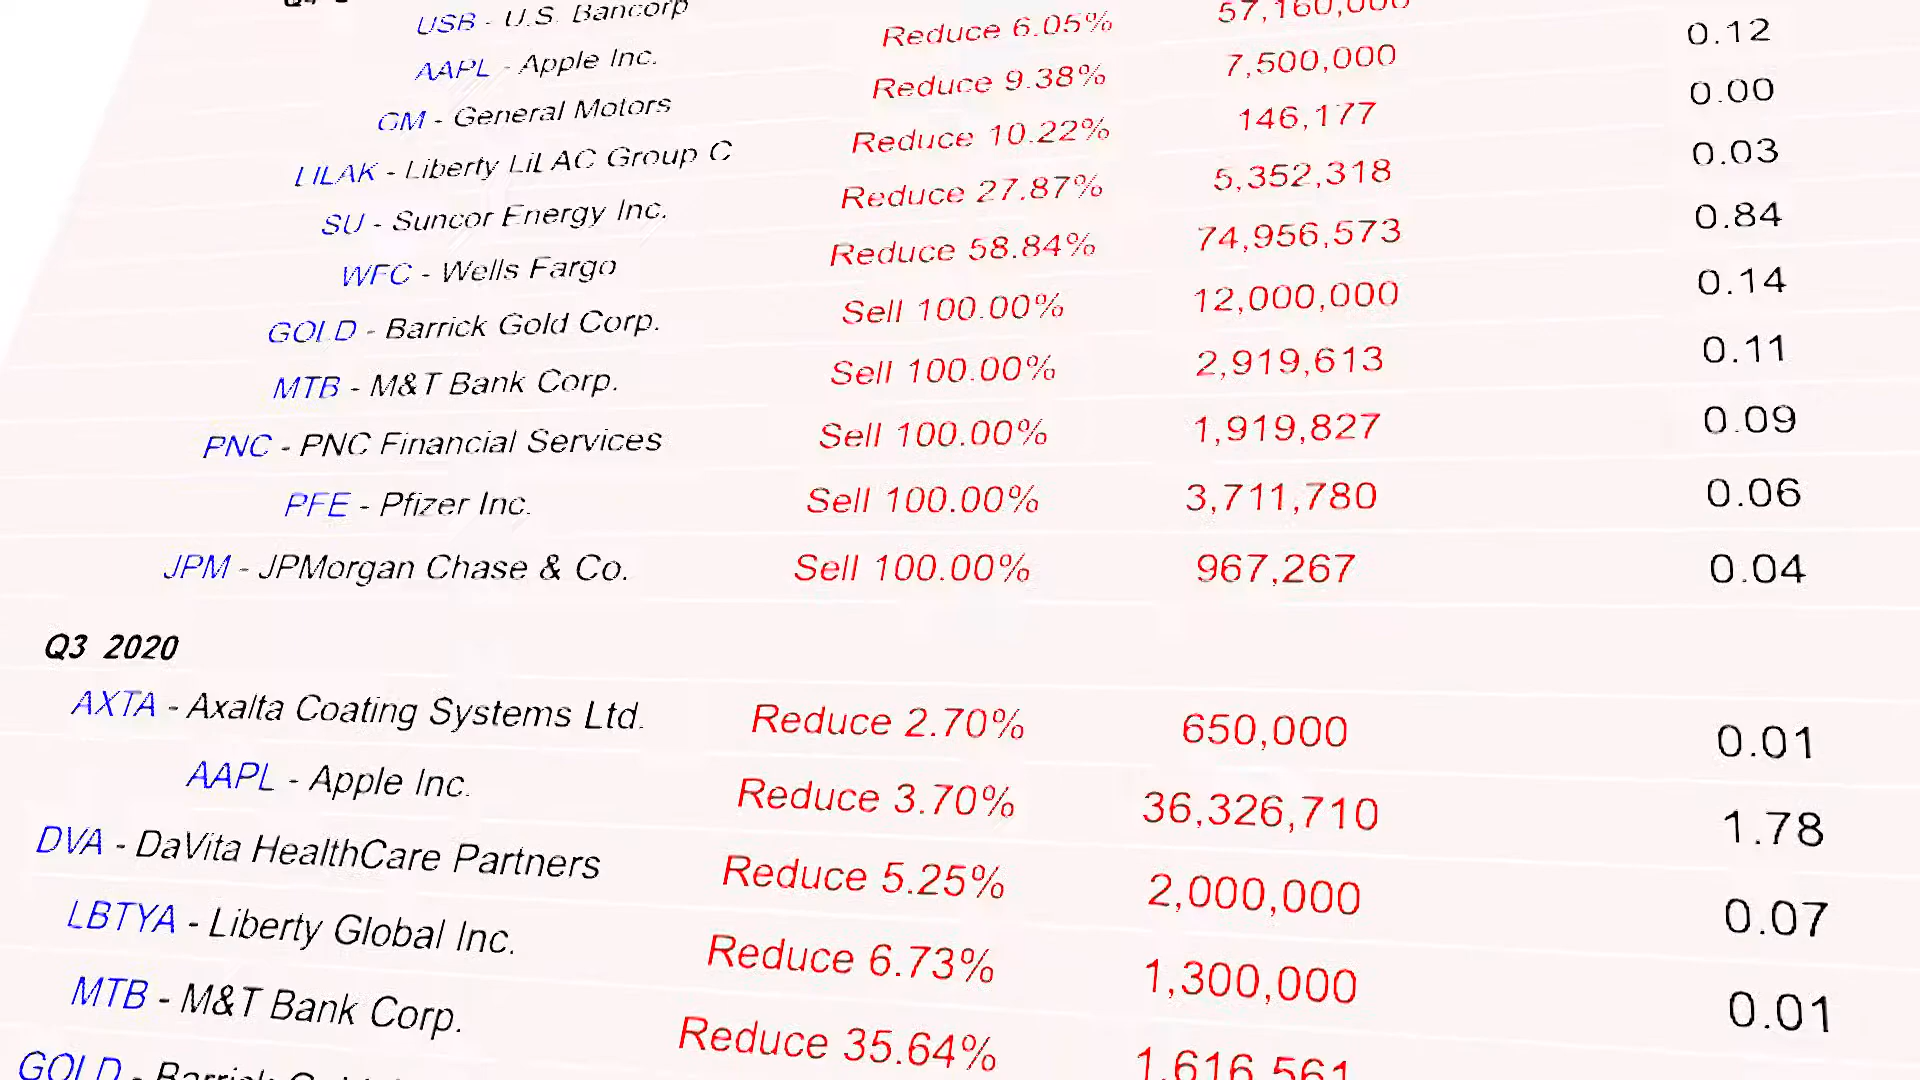 USB - U.S. Bancorp
AAPL - Apple Inc. Reduce 6.05% 57,160,000
GM - General Motors Reduce 9.38% 7,500,000 0.12
LILAK - Liberty LiLAC Group C Reduce 10.22% 146,177 0.00
SU - Suncor Energy Inc. Reduce 27.87% 5,352,318 0.03
WFC - Wells Fargo Reduce 58.84% 74,956,573 0.84
GOLD - Barrick Gold Corp. Sell 100.00% 12,000,000 0.14
MTB - M&T Bank Corp. Sell 100.00% 2,919,613 0.11
PNC - PNC Financial Services Sell 100.00% 1,919,827 0.09
PFE - Pfizer Inc. Sell 100.00% 3,711,780 0.06
JPM - JPMorgan Chase & Co. Sell 100.00% 967,267 0.04
Q3 2020
AXTA - Axalta Coating Systems Ltd. Reduce 2.70% 650,000 0.01
AAPL - Apple Inc. Reduce 3.70% 36,326,710 1.78
DVA - DaVita HealthCare Partners Reduce 5.25% 2,000,000 0.07
LBTYA - Liberty Global Inc. Reduce 6.73% 1,300,000 0.01
MTB - M&T Bank Corp. Reduce 35.64% 1,616,561
GOLD - Barrick